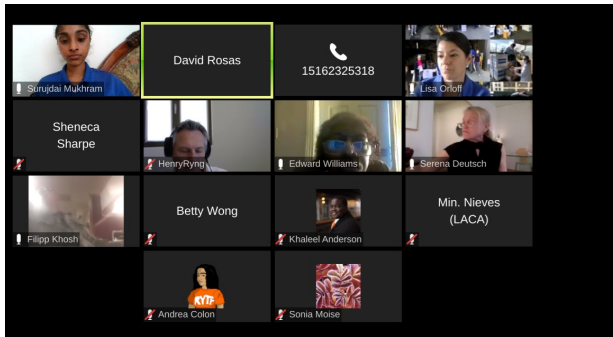 Surujdai Mukhram
David Rosas
15162325318
Lisa Orloff
Sheneca
Sharpe
HenryRyng
Edward Williams
Serena Deutsch
Filipp Khosh
Betty Wong
Khaleel Anderson
Min. Nieves
(LACA)
RYTF
Andrea Colon
Sonia Moise